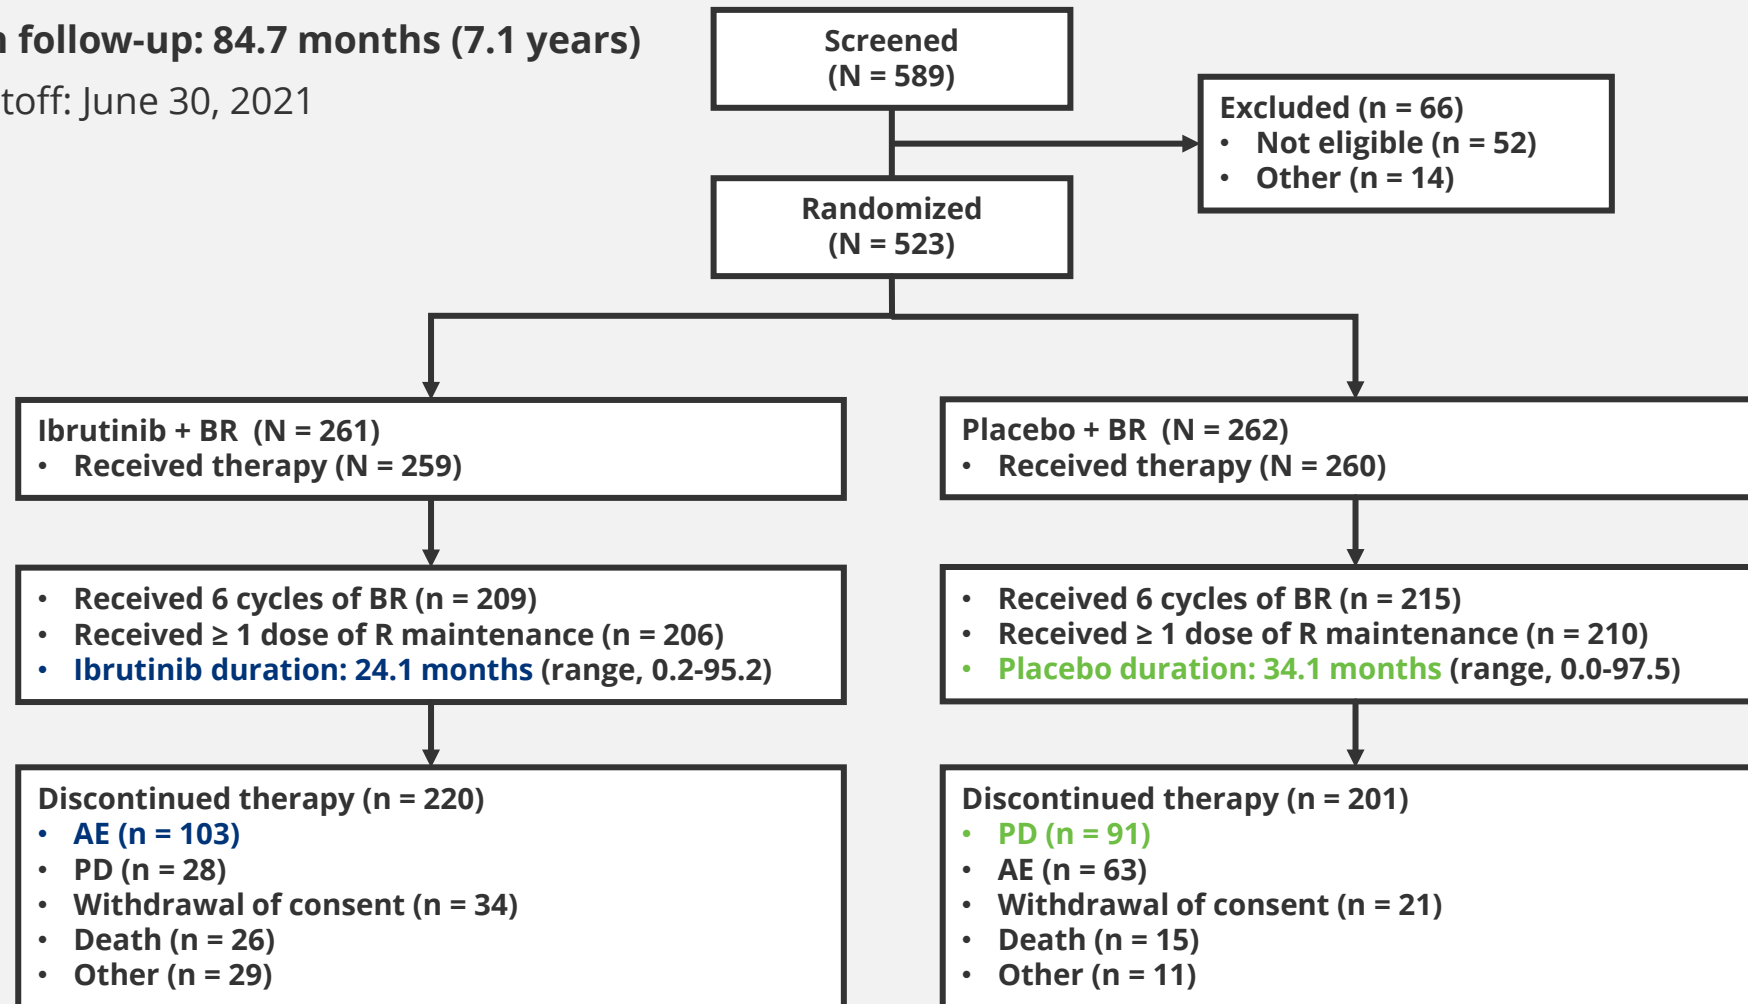 follow-up: 84.7 months (7.1 years)
June 30, 2021
Screened
(N = 589)
Excluded (n = 66)
• Not eligible (n = 52)
• Other (n = 14)
Randomized
(N = 523)
Ibrutinib + BR (N = 261)
• Received therapy (N = 259)
Placebo + BR (N = 262)
• Received therapy (N = 260)
• Received 6 cycles of BR (n = 209)
• Received ≥ 1 dose of R maintenance (n = 206)
• Ibrutinib duration: 24.1 months (range, 0.2-95.2)
• Received 6 cycles of BR (n = 215)
• Received ≥ 1 dose of R maintenance (n = 210)
• Placebo duration: 34.1 months (range, 0.0-97.5)
Discontinued therapy (n = 220)
• AE (n = 103)
• PD (n = 28)
• Withdrawal of consent (n = 34)
• Death (n = 26)
• Other (n = 29)
Discontinued therapy (n = 201)
• PD (n = 91)
• AE (n = 63)
• Withdrawal of consent (n = 21)
• Death (n = 15)
• Other (n = 11)